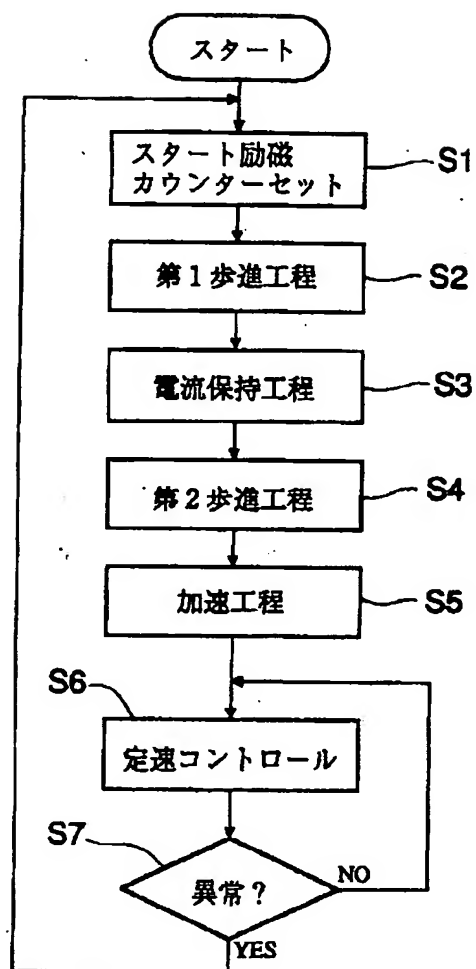 スタート
スタート励磁
カウンターセット
S1
第1歩進工程
S2
電流保持工程
S3
第2歩進工程
S4
加速工程
S5
S6
定速コントロール
S7
異常?
NO
YES